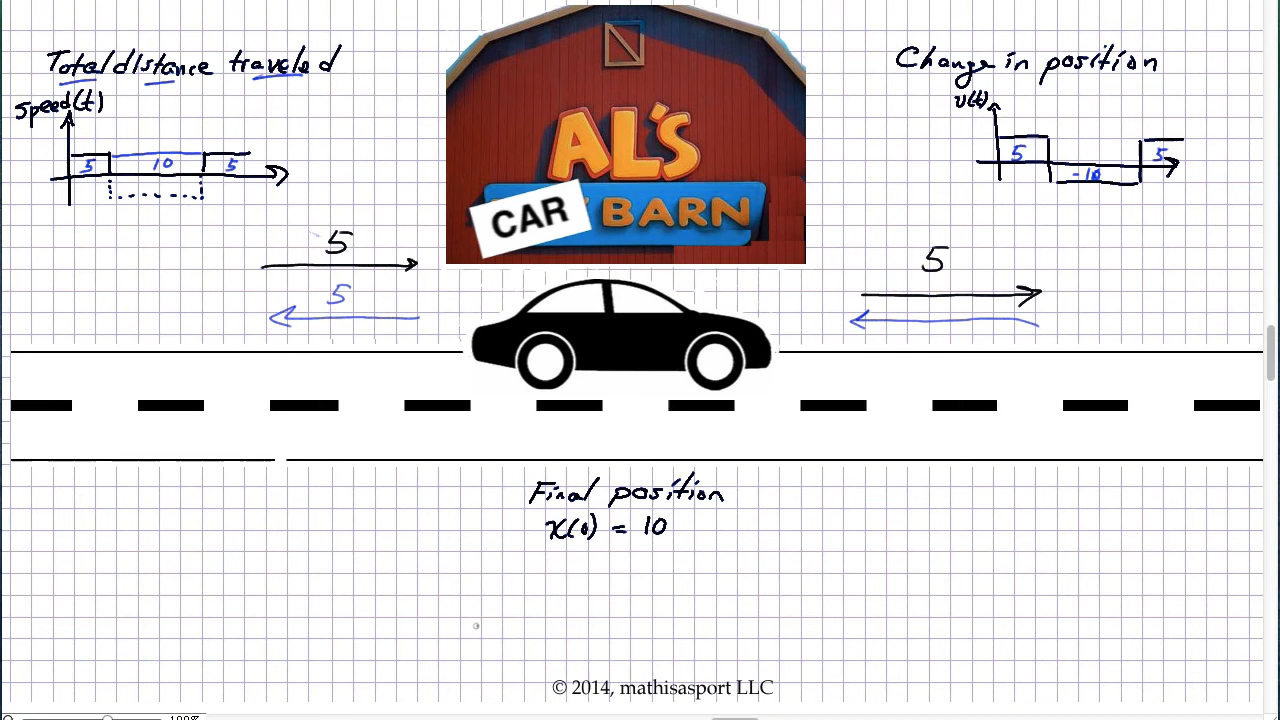 Total distance traveled
speed(t)
5 10 5
5
5
AL'S
CAR BARN
Change in position
v(t)
5 -10 5
5
Final position
x(0) = 10
© 2014, mathisasport LLC